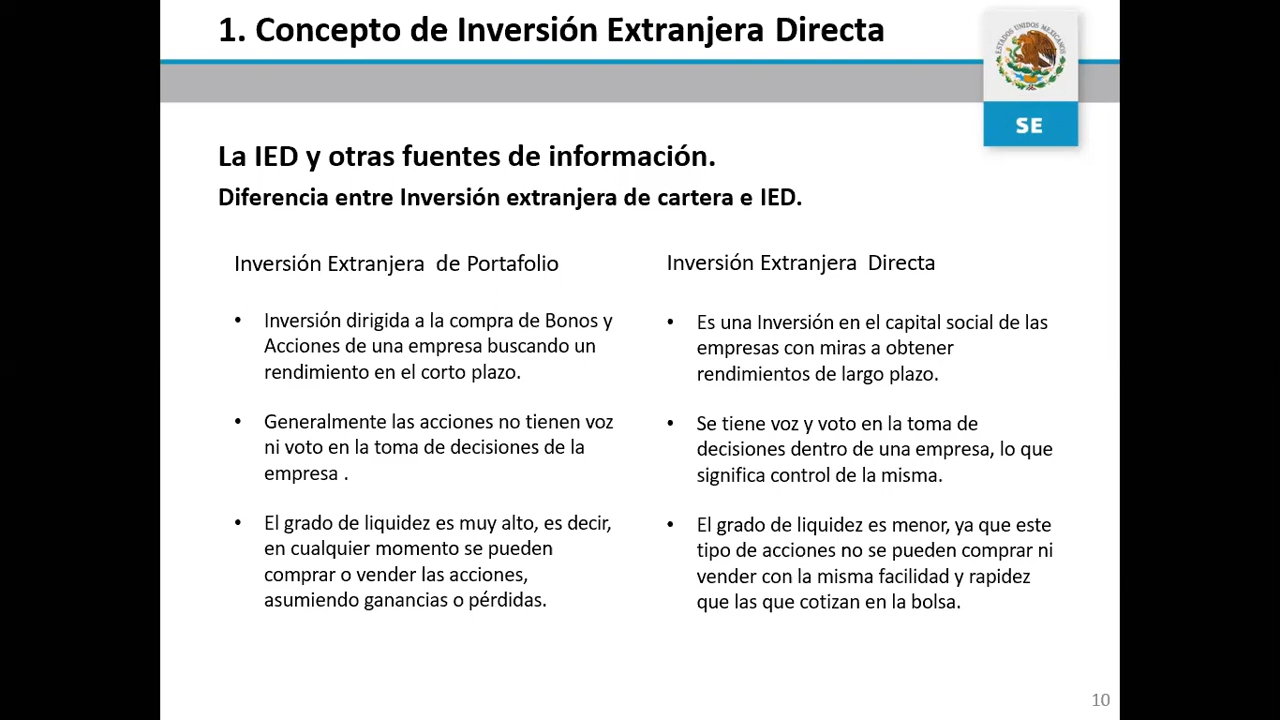 1. Concepto de Inversión Extranjera Directa
ESTADOS UNIDOS MEXICANOS
SE
La IED y otras fuentes de información.
Diferencia entre Inversión extranjera de cartera e IED.
Inversión Extranjera  de Portafolio
• Inversión dirigida a la compra de Bonos y
Acciones de una empresa buscando un
rendimiento en el corto plazo.
• Generalmente las acciones no tienen voz
ni voto en la toma de decisiones de la
empresa .
• El grado de liquidez es muy alto, es decir,
en cualquier momento se pueden
comprar o vender las acciones,
asumiendo ganancias o pérdidas.
Inversión Extranjera  Directa
• Es una Inversión en el capital social de las
empresas con miras a obtener
rendimientos de largo plazo.
• Se tiene voz y voto en la toma de
decisiones dentro de una empresa, lo que
significa control de la misma.
• El grado de liquidez es menor, ya que este
tipo de acciones no se pueden comprar ni
vender con la misma facilidad y rapidez
que las que cotizan en la bolsa.
10